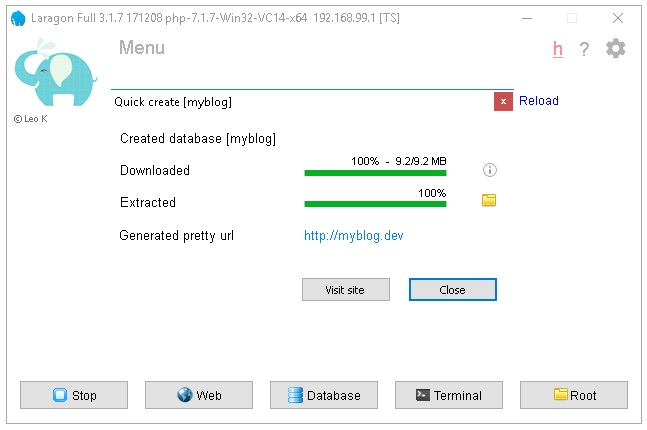 Laragon Full 3.1.7 171208 php-7.1.7-Win32-VC14-x64 192.168.99.1 [TS]
Menu
h ?
© Leo K
Quick create [myblog]
x Reload
Created database [myblog]
Downloaded 100% - 9.2/9.2 MB
Extracted 100%
Generated pretty url http://myblog.dev
Visit site Close
Stop Web Database Terminal Root